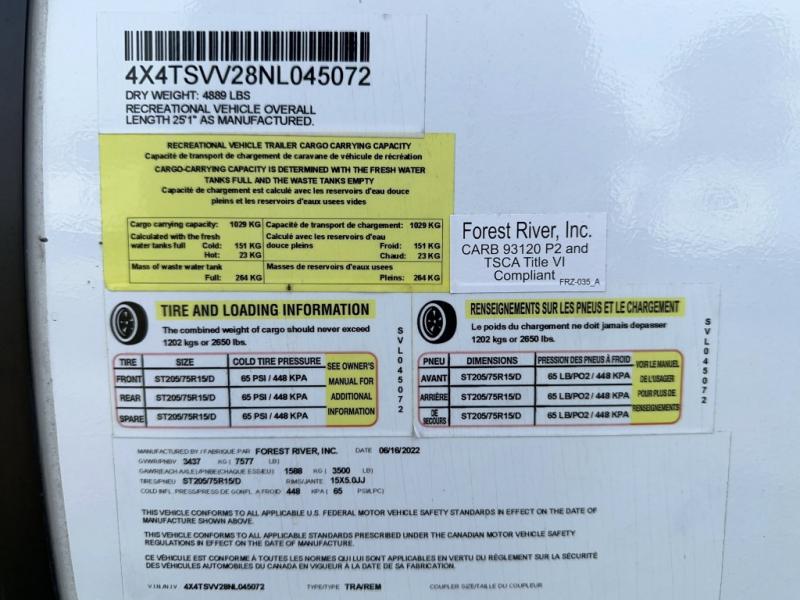 4X4TSVV28NL045072
DRY WEIGHT: 4889 LBS
RECREATIONAL VEHICLE OVERALL
LENGTH 25'1" AS MANUFACTURED.
RECREATIONAL VEHICLE TRAILER CARGO CARRYING CAPACITY
Capacité de transport de chargement de caravane de véhicule de récréation
CARGO-CARRYING CAPACITY IS DETERMINED WITH THE FRESH WATER
TANKS FULL AND THE WASTE TANKS EMPTY
Capacité de chargement est calculé avec les reservoirs d'eau douce
pleins et les reservoirs d'eaux usees vides
Cargo carrying capacity: 1029 KG
Calculated with the fresh
water tanks full Cold: 151 KG
Hot: 23 KG
Mass of waste water tank
Full: 264 KG
Capacité de transport de chargement: 1029 KG
Calculé avec les reservoirs d'eau
douce pleins Froid: 151 KG
Chaud: 23 KG
Masses de reservoirs d'eaux usees
Pleins: 264 KG
Forest River, Inc.
CARB 93120 P2 and
TSCA Title VI
Compliant
FRZ-035_A
TIRE AND LOADING INFORMATION
The combined weight of cargo should never exceed
1202 kgs or 2650 lbs.
TIRE SIZE COLD TIRE PRESSURE
FRONT ST205/75R15/D 65 PSI / 448 KPA
REAR ST205/75R15/D 65 PSI / 448 KPA
SPARE ST205/75R15/D 65 PSI / 448 KPA
SEE OWNER'S
MANUAL FOR
ADDITIONAL
INFORMATION
SVL045072
RENSEIGNEMENTS SUR LES PNEUS ET LE CHARGEMENT
Le poids du chargement ne doit jamais depasser
1202 kgs or 2650 lbs.
PNEU DIMENSIONS PRESSION DES PNEUS À FROID
AVANT ST205/75R15/D 65 LB/PO2 / 448 KPA
ARRIÈRE ST205/75R15/D 65 LB/PO2 / 448 KPA
DE SECOURS ST205/75R15/D 65 LB/PO2 / 448 KPA
VOIR LE MANUEL
DE L'USAGER
POUR PLUS DE
RENSEIGNEMENTS
SVL045072
MANUFACTURED BY / FABRIQUE PAR FOREST RIVER, INC. DATE 06/16/2022
GVWR/PNBV 3437 KG ( 7577 LB)
GAWR(EACH AXLE)/PNBE(CHAQUE ESSIEU) 1588 KG ( 3500 LB)
TIRES/PNEU ST205/75R15/D RIMS/JANTE 15X5.0JJ
COLD INFL. PRESS/PRESS DE GONFL. A FROID 448 KPA ( 65 PSI/LPC)
THIS VEHICLE CONFORMS TO ALL APPLICABLE U.S. FEDERAL MOTOR VEHICLE SAFETY STANDARDS IN EFFECT ON THE DATE OF
MANUFACTURE SHOWN ABOVE.
THIS VEHICLE CONFORMS TO ALL APPLICABLE STANDARDS PRESCRIBED UNDER THE CANADIAN MOTOR VEHICLE SAFETY
REGULATIONS IN EFFECT ON THE DATE OF MANUFACTURE.
CE VÉHICULE EST CONFORME À TOUTES LES NORMES QUI LUI SONT APPLICABLES EN VERTU DU RÈGLEMENT SUR LA SÉCURITÉ
DES VÉHICULES AUTOMOBILES DU CANADA EN VIGUEUR À LA DATE DE SA FABRICATION.
V.I.N./N.I.V 4X4TSVV28NL045072 TYPE/TYPE: TRA/REM COUPLER SIZE/TAILLE DU COUPLEUR